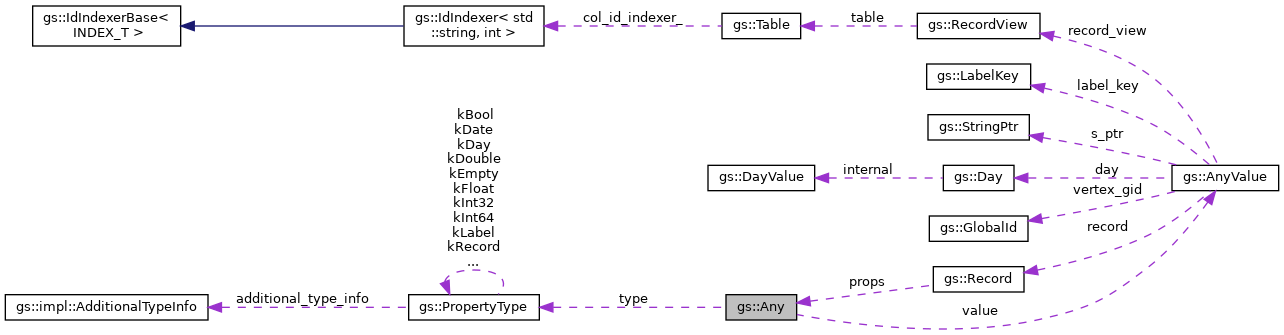 gs::IdIndexerBase<
INDEX_T >
gs::IdIndexer< std
::string, int >
col_id_indexer_
gs::Table
table
gs::RecordView
record_view
gs::LabelKey
label_key
gs::StringPtr
s_ptr
gs::DayValue
internal
gs::Day
day
gs::AnyValue
vertex_gid
gs::GlobalId
record
gs::Record
kBool
kDate
kDay
kDouble
kEmpty
kFloat
kInt32
kInt64
kLabel
kRecord
...
gs::impl::AdditionalTypeInfo
additional_type_info
gs::PropertyType
type
gs::Any
props
value